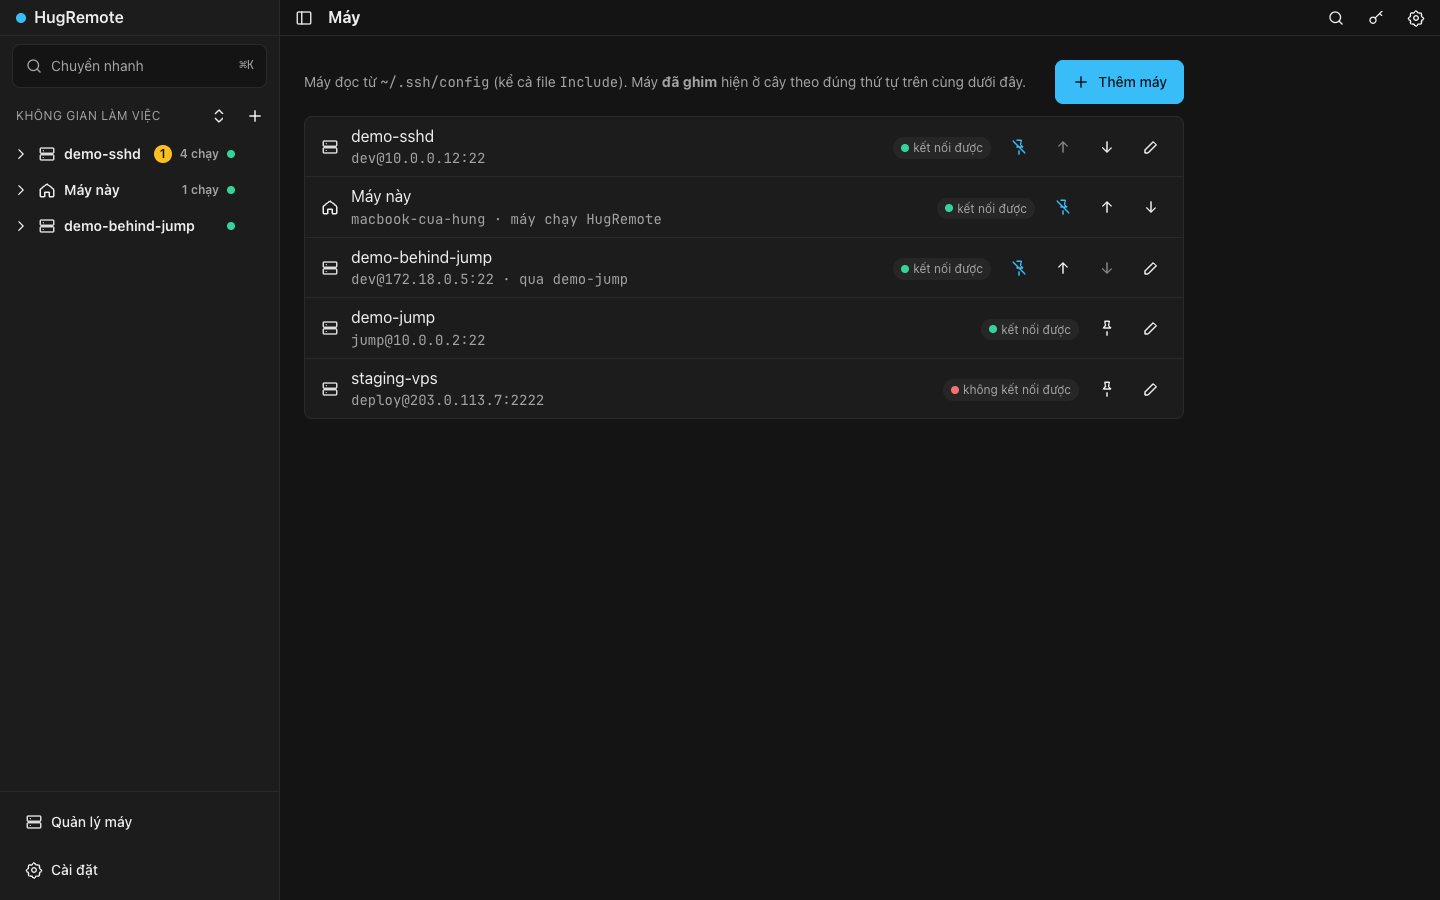 HugRemote
Chuyển nhanh
⌘K
KHÔNG GIAN LÀM VIỆC
demo-sshd 1 4 chạy
Máy này 1 chạy
demo-behind-jump
Quản lý máy
Cài đặt
Máy
Máy đọc từ ~/.ssh/config (kể cả file Include). Máy đã ghim hiện ở cây theo đúng thứ tự trên cùng dưới đây.
Thêm máy
demo-sshd
dev@10.0.0.12:22
kết nối được
Máy này
macbook-cua-hung · máy chạy HugRemote
kết nối được
demo-behind-jump
dev@172.18.0.5:22 · qua demo-jump
kết nối được
demo-jump
jump@10.0.0.2:22
kết nối được
staging-vps
deploy@203.0.113.7:2222
không kết nối được